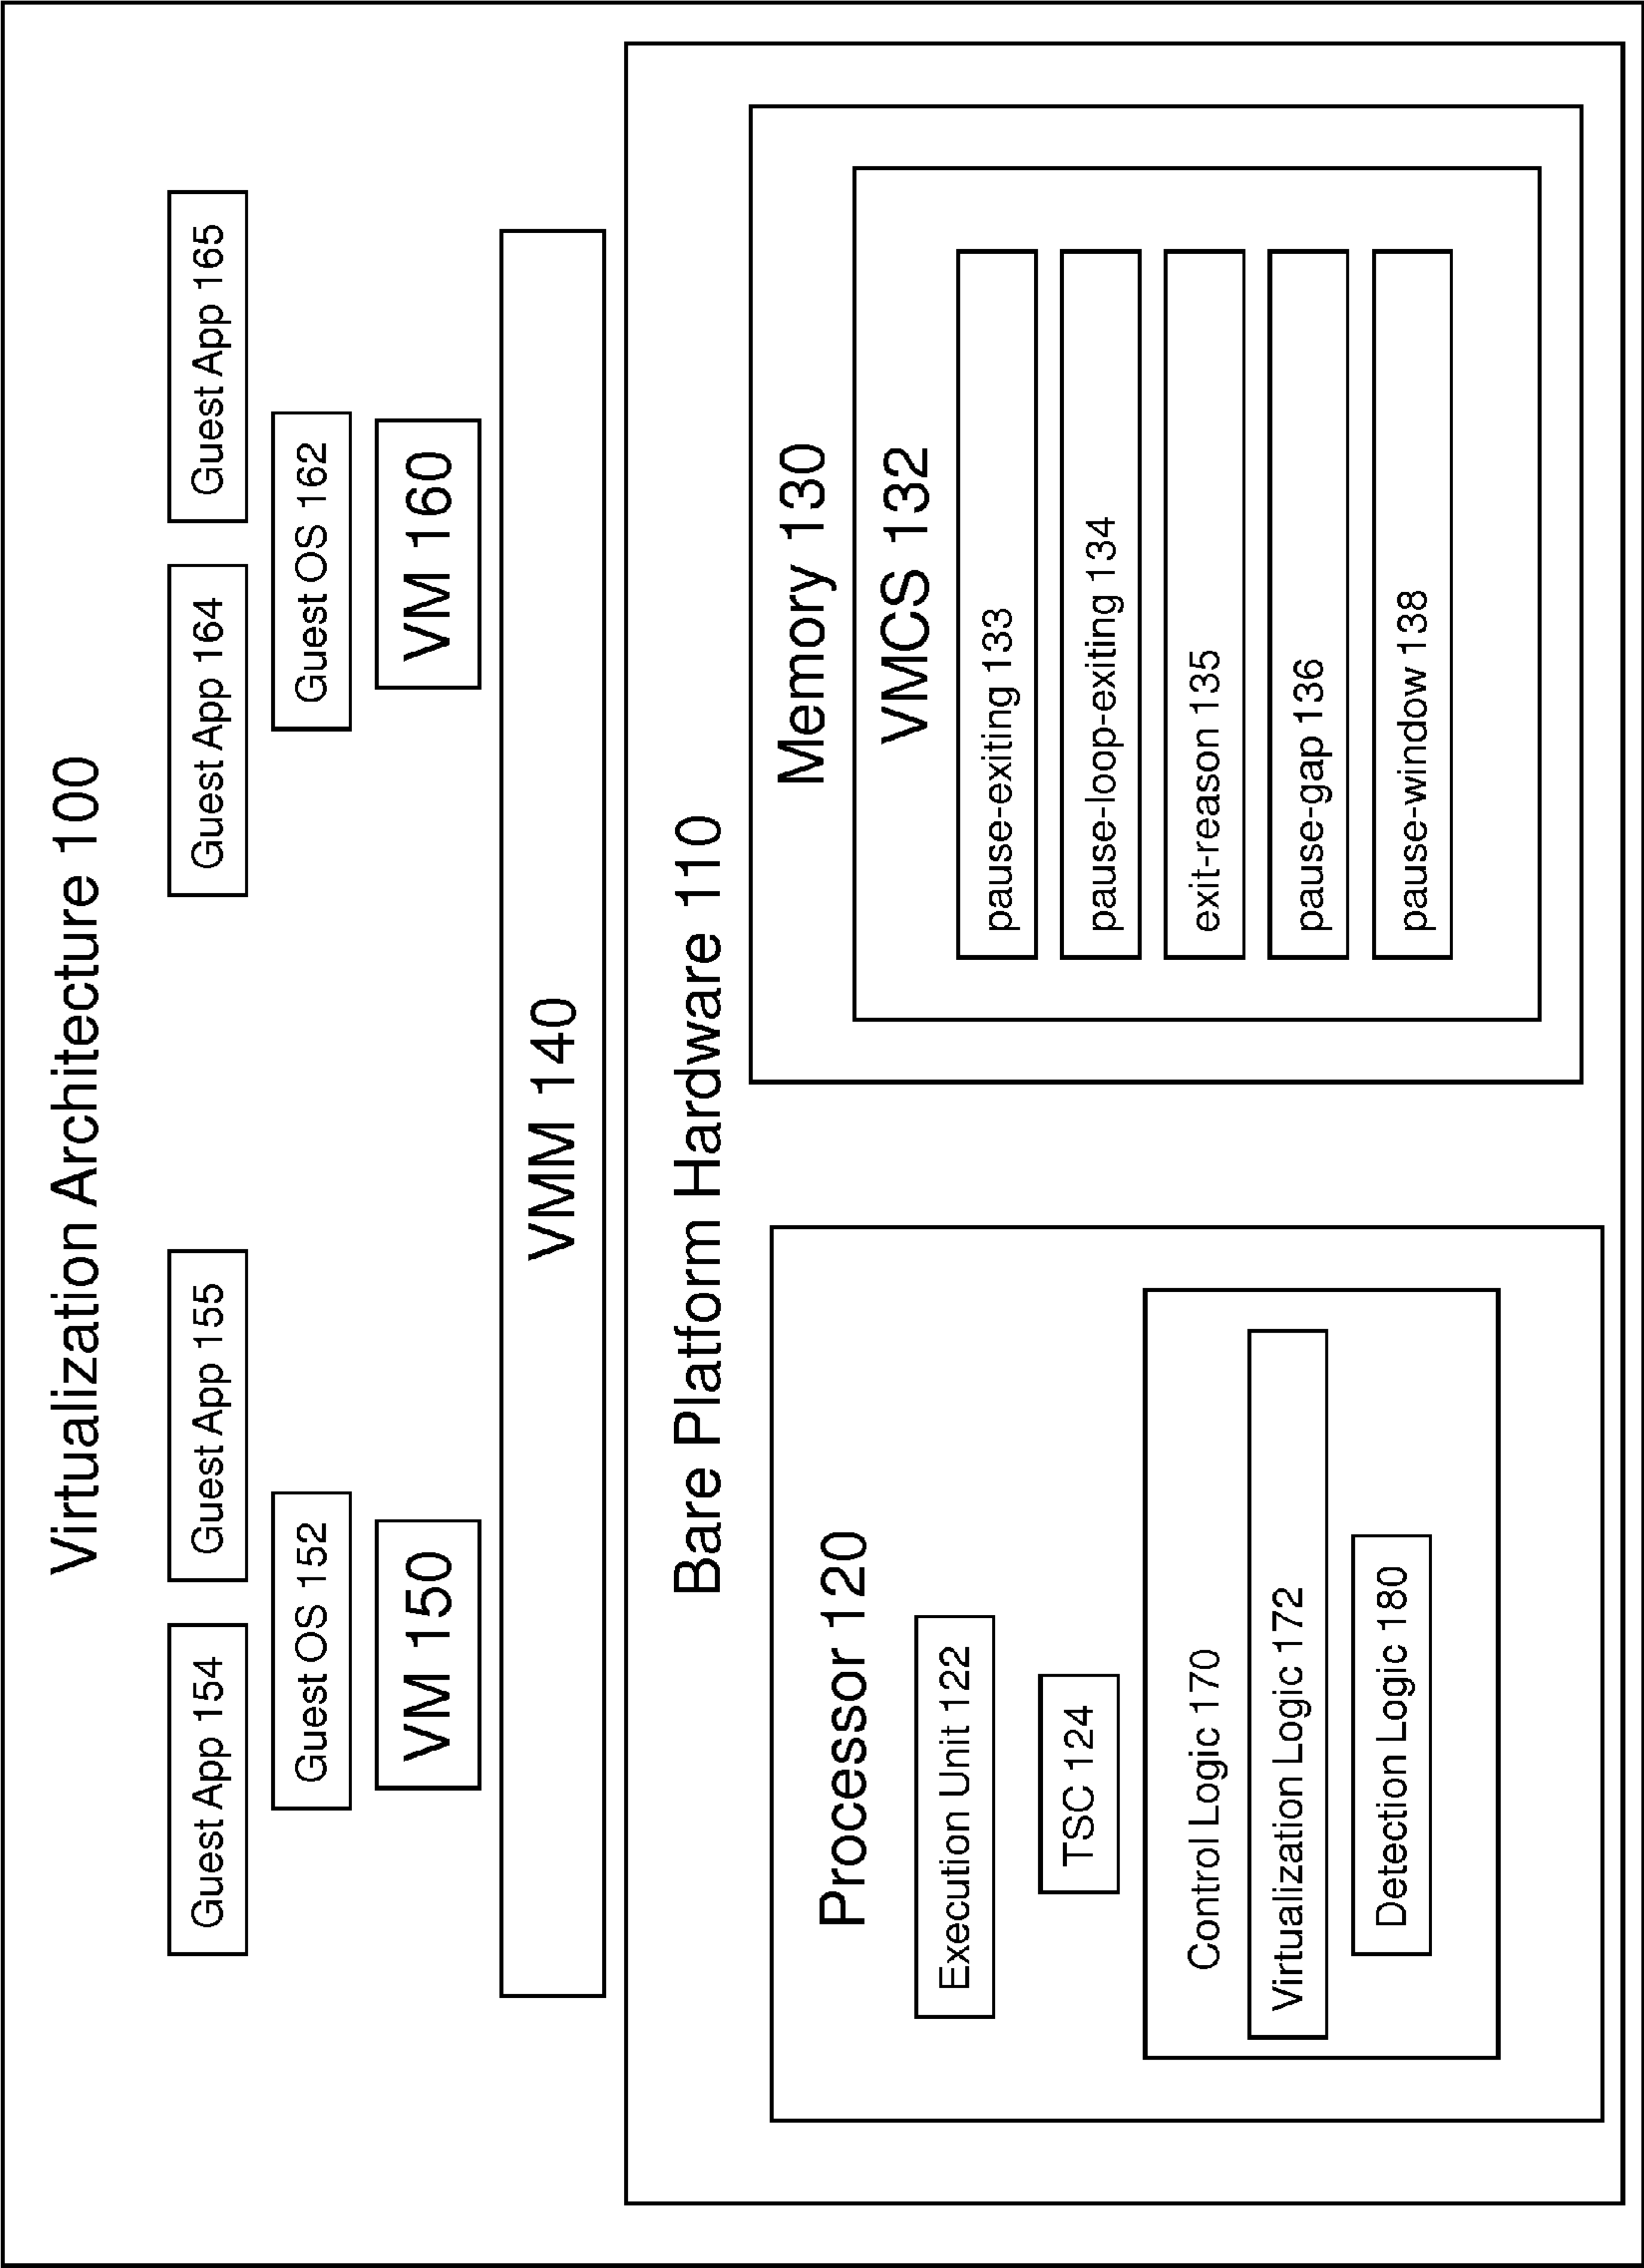 Virtualization Architecture 100
Guest App 154
Guest App 155
Guest App 164
Guest App 165
Guest OS 152
Guest OS 162
VM 150
VM 160
VMM 140
Bare Platform Hardware 110
Processor 120
Execution Unit 122
TSC 124
Control Logic 170
Virtualization Logic 172
Detection Logic 180
Memory 130
VMCS 132
pause-exiting 133
pause-loop-exiting 134
exit-reason 135
pause-gap 136
pause-window 138